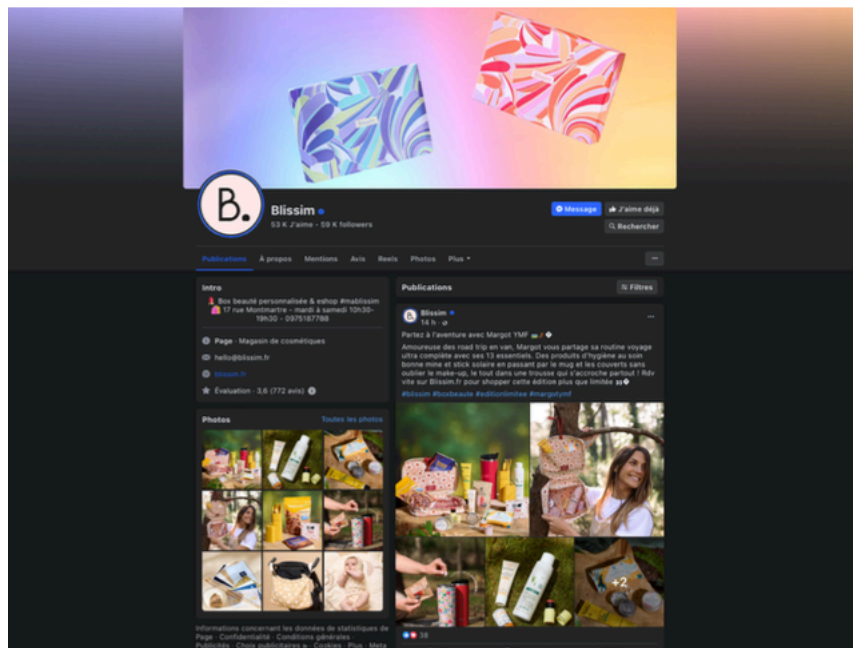 B.
Blissim
53 K J'aime • 59 K followers
Message
J'aime déjà
Rechercher
Publications
À propos
Mentions
Avis
Reels
Photos
Plus
Intro
Box beauté personnalisée & eshop #mablissim
17 rue Montmartre - mardi à samedi 10h30-
19h30 - 0975187788
Page · Magasin de cosmétiques
hello@blissim.fr
blissim.fr
Évaluation · 3,6 (772 avis)
Photos
Toutes les photos
Informations concernant les données de statistiques de
Page · Confidentialité · Conditions générales ·
Publicités · Choix publicitaires · Cookies · Plus · Meta
Publications
Filtres
B.
Blissim
14 h ·
Partez à l'aventure avec Margot YMF
Amoureuse des road trip en van, Margot vous partage sa routine voyage
ultra complète avec ses 13 essentiels. Des produits d'hygiène au soin
bonne mine et stick solaire en passant par le mug et les couverts sans
oublier le make-up, le tout dans une trousse qui s'accroche partout ! Rdv
vite sur Blissim.fr pour shopper cette édition plus que limitée
#blissim #boxbeaute #editionlimitee #margotymf
+2
38